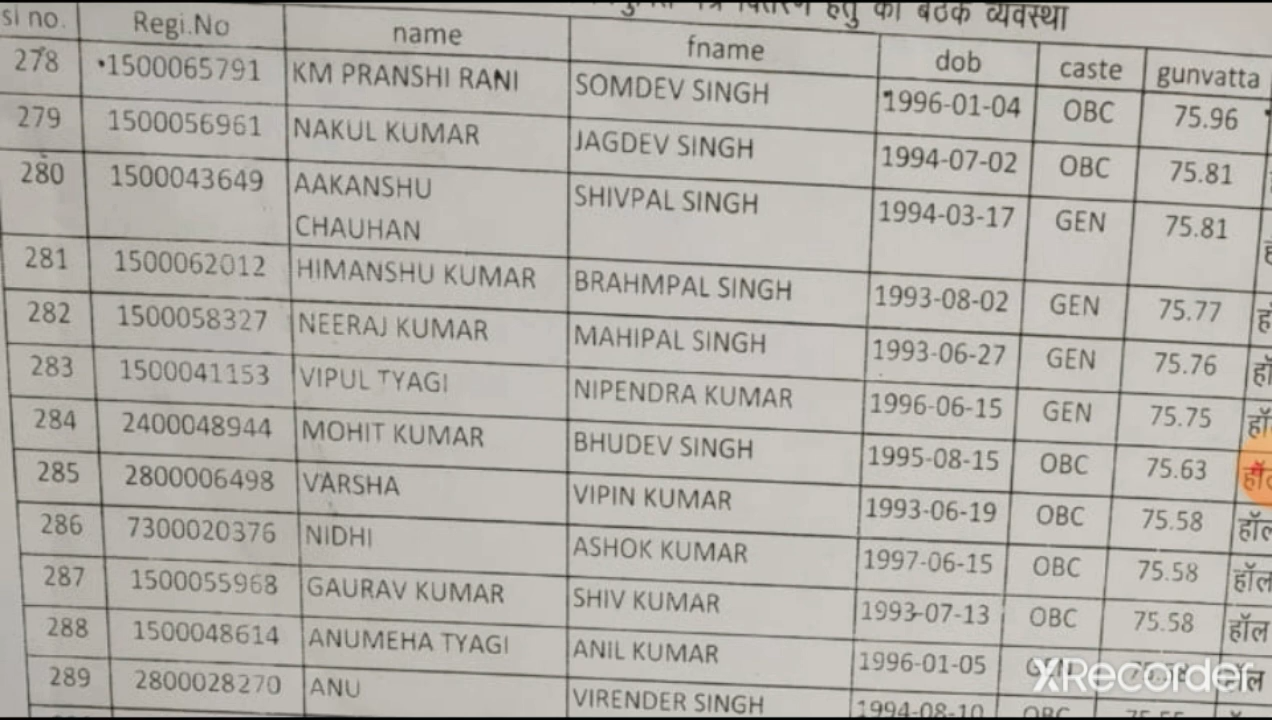 हेतु की बैठक व्यवस्था
sl no. Regi.No name fname dob caste gunvatta
278 1500065791 KM PRANSHI RANI SOMDEV SINGH 1996-01-04 OBC 75.96
279 1500056961 NAKUL KUMAR JAGDEV SINGH 1994-07-02 OBC 75.81
280 1500043649 AAKANSHU SHIVPAL SINGH 1994-03-17 GEN 75.81
CHAUHAN
281 1500062012 HIMANSHU KUMAR BRAHMPAL SINGH 1993-08-02 GEN 75.77
282 1500058327 NEERAJ KUMAR MAHIPAL SINGH 1993-06-27 GEN 75.76
283 1500041153 VIPUL TYAGI NIPENDRA KUMAR 1996-06-15 GEN 75.75
284 2400048944 MOHIT KUMAR BHUDEV SINGH 1995-08-15 OBC 75.63
285 2800006498 VARSHA VIPIN KUMAR 1993-06-19 OBC 75.58 हॉल
286 7300020376 NIDHI ASHOK KUMAR 1997-06-15 OBC 75.58 हॉल
287 1500055968 GAURAV KUMAR SHIV KUMAR 1993-07-13 OBC 75.58 हॉल
288 1500048614 ANUMEHA TYAGI ANIL KUMAR 1996-01-05 GEN हॉल
289 2800028270 ANU VIRENDER SINGH 1994-08-10 OBC
XRecorder